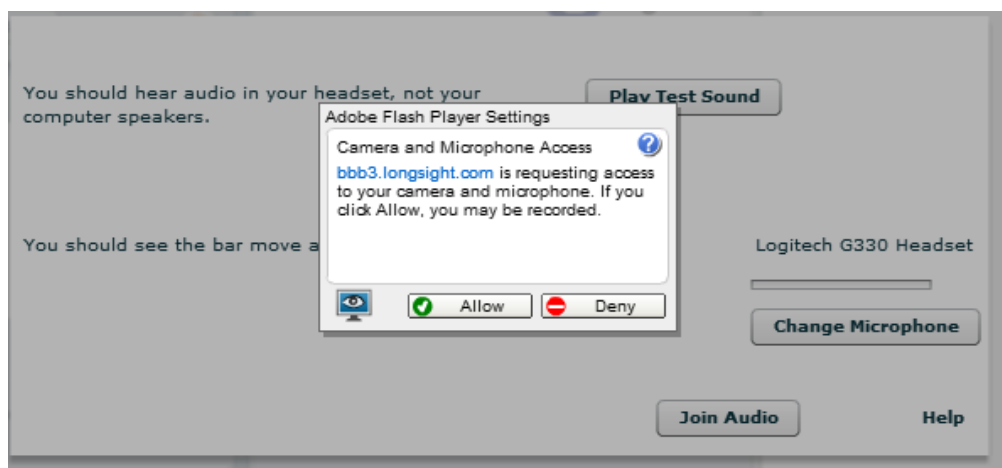 You should hear audio in your headset, not your
computer speakers.
Play Test Sound
Adobe Flash Player Settings
Camera and Microphone Access
bbb3.longsight.com is requesting access
to your camera and microphone. If you
click Allow, you may be recorded.
Allow
Deny
You should see the bar move a
Logitech G330 Headset
Change Microphone
Join Audio
Help